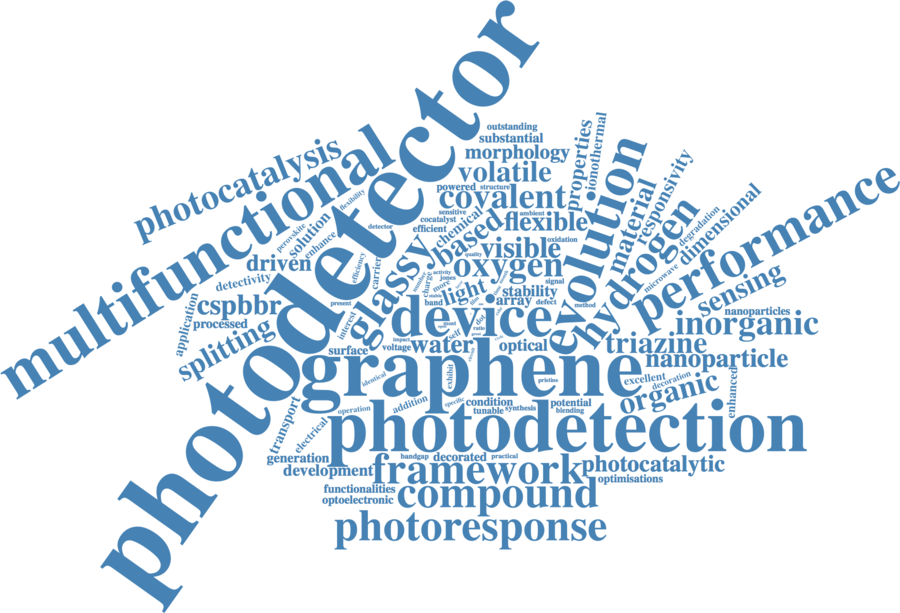 photodetector
multifunctional
photocatalysis
graphene
photodetection
performance
device
evolution
hydrogen
glassy
framework
compound
photoresponse
outstanding
substantial
morphology
volatile
powered
structure
covalent
sensitive
ambient
cocatalyst
flexible
efficient
chemical
based
visible
oxidation
quality
oxygen
activity
signal
light
stability
band
array
defect
method
properties
ionothermal
material
responsivity
degradation
dimensional
microwave
sensing
nanoparticles
inorganic
triazine
nanoparticle
excellent
decoration
organic
enhanced
flexibility
detector
perovskite
solution
enhance
driven
detectivity
efficiency
carrier
charge
more
application
cspbbr
processed
splitting
present
interest
impact
voltage
water
optical
surface
identical
exhibit
pristine
transport
operation
addition
specific
condition
potential
tunable
synthesis
blending
electrical
generation
bandgap
decorated
practical
development
photocatalytic
optimisations
functionalities
optoelectronic
self
dot
ratio